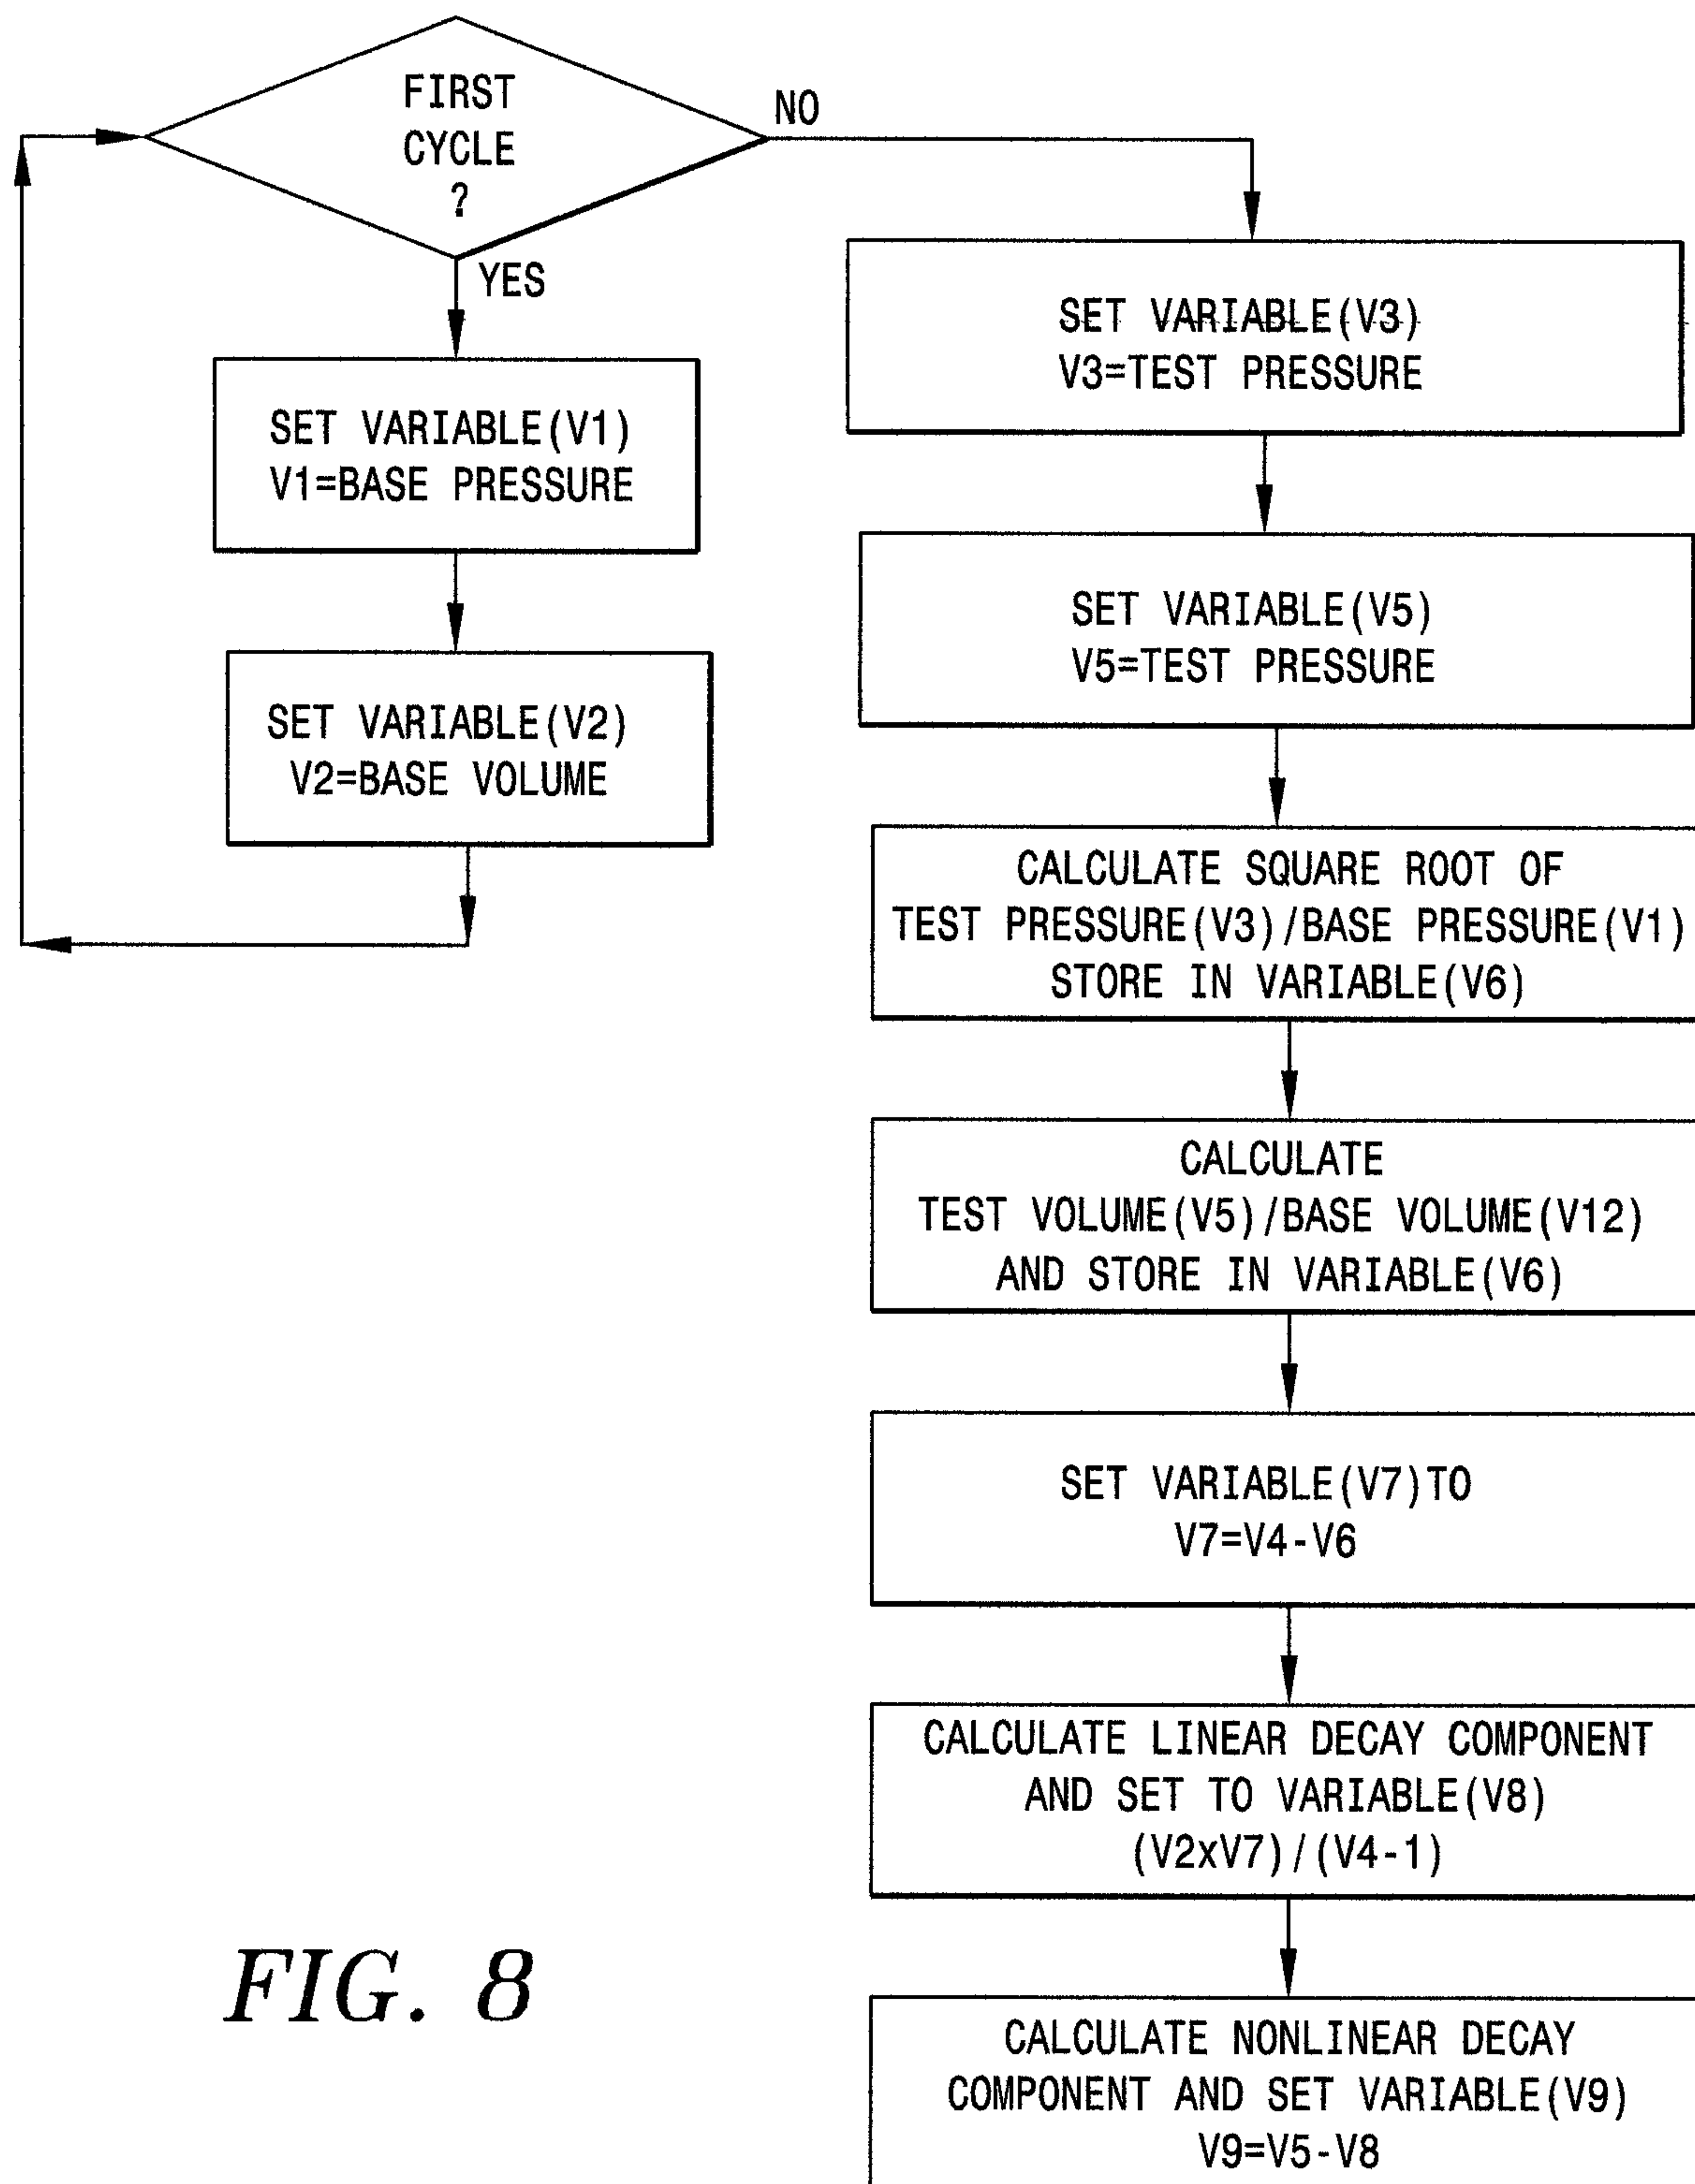 FIRST
CYCLE
?
NO
YES
SET VARIABLE(V1)
V1=BASE PRESSURE
SET VARIABLE(V2)
V2=BASE VOLUME
SET VARIABLE(V3)
V3=TEST PRESSURE
SET VARIABLE(V5)
V5=TEST PRESSURE
CALCULATE SQUARE ROOT OF
TEST PRESSURE(V3)/BASE PRESSURE(V1)
STORE IN VARIABLE(V6)
CALCULATE
TEST VOLUME(V5)/BASE VOLUME(V12)
AND STORE IN VARIABLE(V6)
SET VARIABLE(V7)TO
V7=V4-V6
CALCULATE LINEAR DECAY COMPONENT
AND SET TO VARIABLE(V8)
(V2xV7)/(V4-1)
CALCULATE NONLINEAR DECAY
COMPONENT AND SET VARIABLE(V9)
V9=V5-V8
FIG. 8